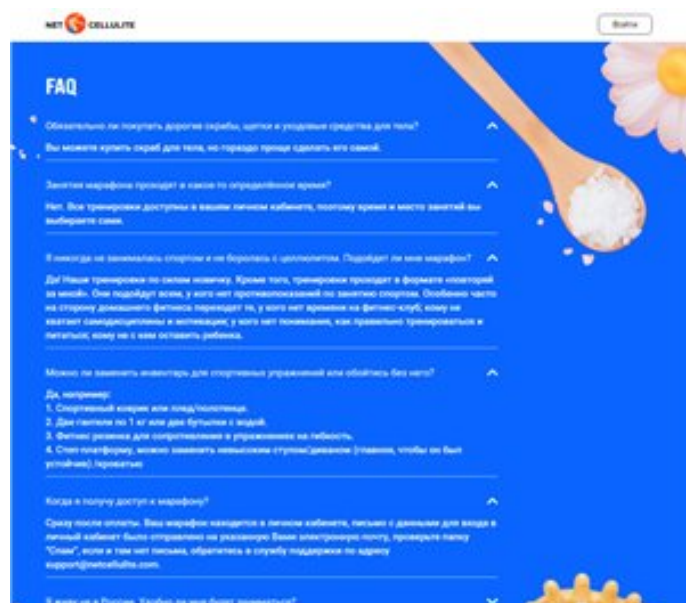 NET CELLULITE
Войти
FAQ
Обязательно ли покупать дорогие скрабы, щетки и уходовые средства для тела?
Вы можете купить скраб для тела, но гораздо проще сделать его самой.
Занятия марафона проходят в какое-то определённое время?
Нет. Все тренировки доступны в вашем личном кабинете, поэтому время и место занятий вы
выбираете сами.
Я никогда не занималась спортом и не боролась с целлюлитом. Подойдет ли мне марафон?
Да! Наши тренировки по силам новичку. Кроме того, тренировки проходят в формате «повторяй
за мной». Они подойдут всем, у кого нет противопоказаний по занятию спортом. Особенно часто
на сторону домашнего фитнеса переходят те, у кого нет времени на фитнес-клуб; кому не
хватает самодисциплины и мотивации; у кого нет понимания, как правильно тренироваться и
питаться; кому не с кем оставить ребенка.
Можно ли заменить инвентарь для спортивных упражнений или обойтись без него?
Да, например:
1. Спортивный коврик или плед/полотенце.
2. Две гантели по 1 кг или две бутылки с водой.
3. Фитнес резинка для сопротивления в упражнениях на гибкость.
4. Степ-платформу, можно заменить невысоким стулом/диваном (главное, чтобы он был
устойчив)/кроватью
Когда я получу доступ к марафону?
Сразу после оплаты. Ваш марафон находится в личном кабинете, письмо с данными для входа в
личный кабинет было отправлено на указанную Вами электронную почту, проверьте папку
"Спам", если и там нет письма, обратитесь в службу поддержки по адресу
support@netcellulite.com.
Я живу не в России. Удобно ли мне будет заниматься?